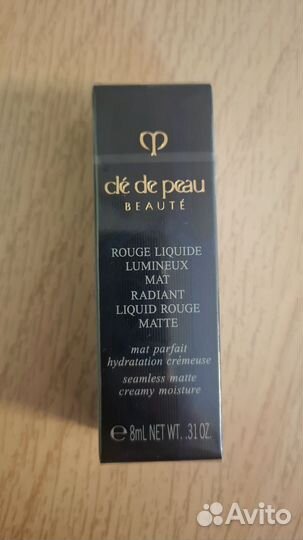 clé de peau
BEAUTÉ
ROUGE LIQUIDE
LUMINEUX
MAT
RADIANT
LIQUID ROUGE
MATTE
mat parfait
hydratation crémeuse
seamless matte
creamy moisture
℮ 8mL NET WT. .31 OZ.
Avito